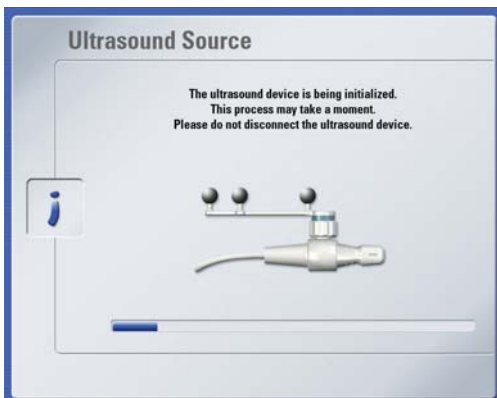 Ultrasound Source
The ultrasound device is being initialized.
This process may take a moment.
Please do not disconnect the ultrasound device.